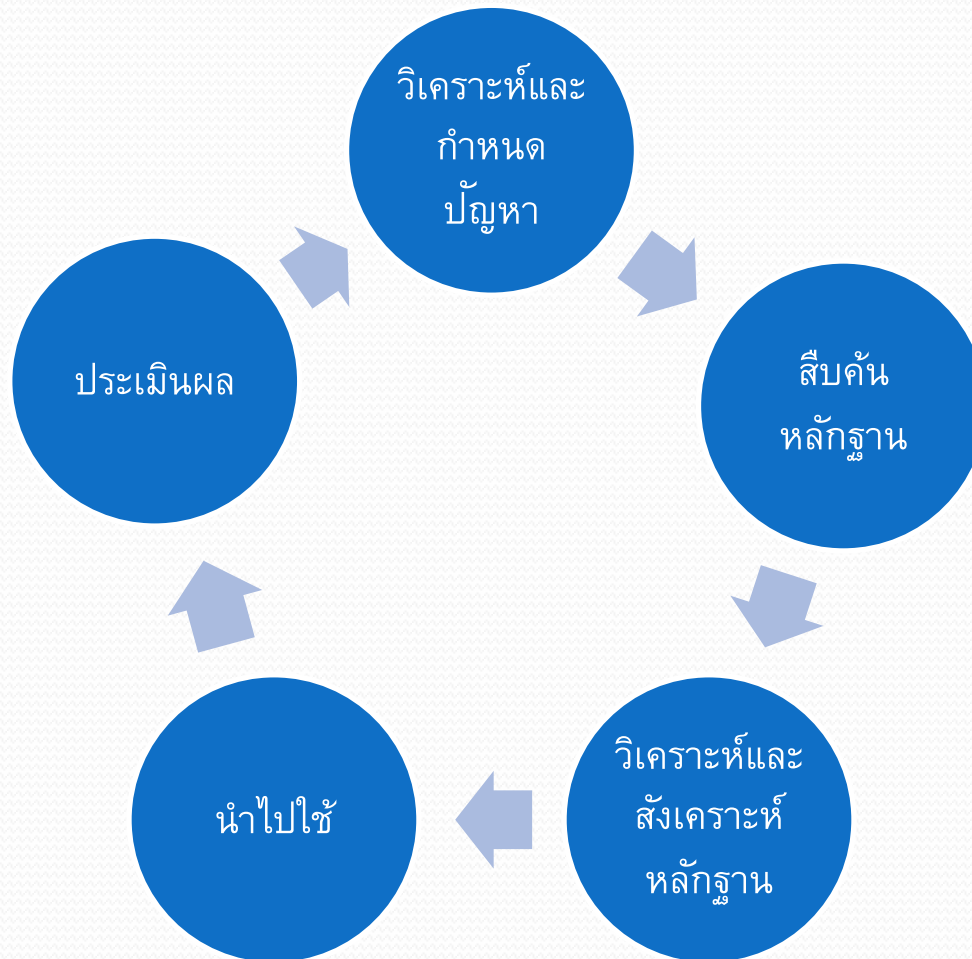 วิเคราะห์และ
กำหนด
ปัญหา
สืบค้น
หลักฐาน
วิเคราะห์และ
สังเคราะห์
หลักฐาน
นำไปใช้
ประเมินผล